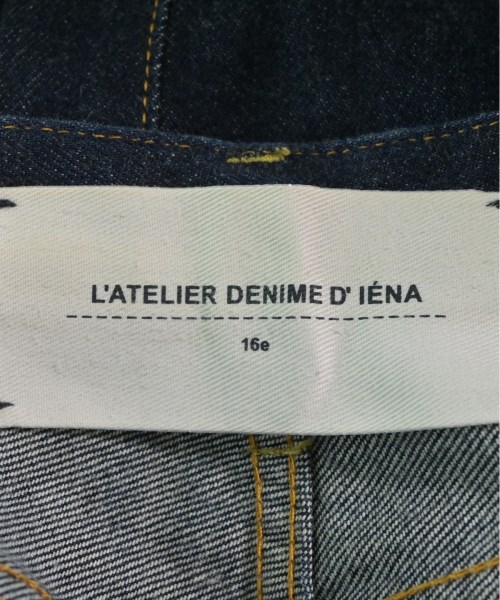 L'ATELIER DENIME D' IÉNA
16e